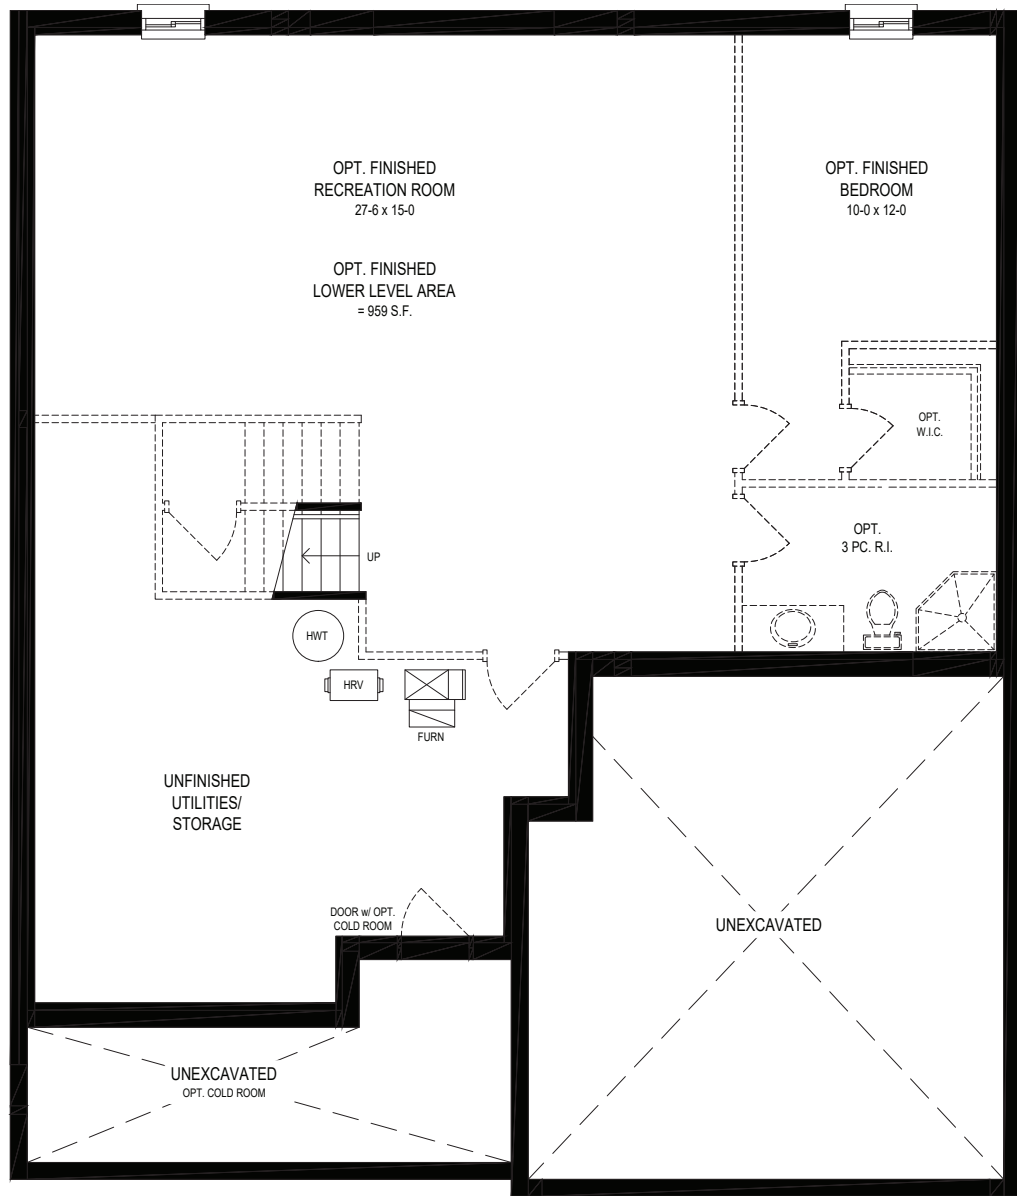 OPT. FINISHED
RECREATION ROOM
27-6 x 15-0
OPT. FINISHED
BEDROOM
10-0 x 12-0
OPT. FINISHED
LOWER LEVEL AREA
= 959 S.F.
OPT.
W.I.C.
OPT.
3 PC. R.I.
UP
HWT
HRV
FURN
UNFINISHED
UTILITIES/
STORAGE
DOOR w/ OPT.
COLD ROOM
UNEXCAVATED
UNEXCAVATED
OPT. COLD ROOM